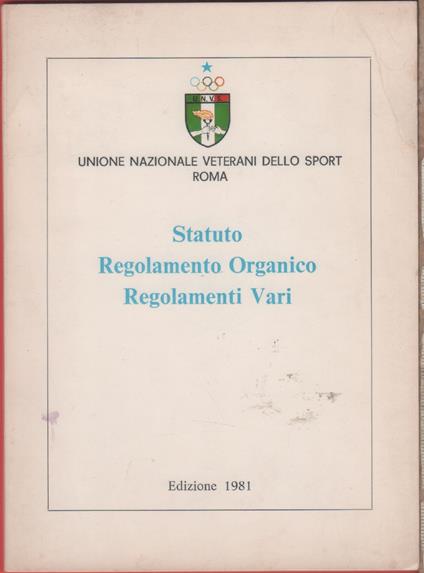 U.N.V.S.
UNIONE NAZIONALE VETERANI DELLO SPORT
ROMA
Statuto
Regolamento Organico
Regolamenti Vari
Edizione 1981